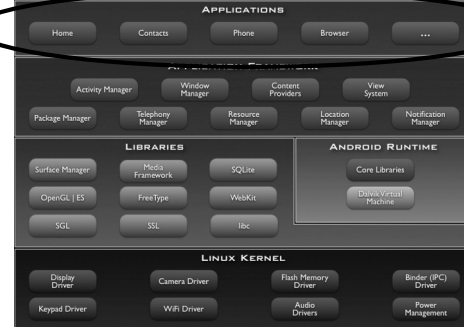 APPLICATIONS
Home Contacts Phone Browser ...
APPLICATION FRAMEWORK
Activity Manager Window Manager Content Providers View System
Package Manager Telephony Manager Resource Manager Location Manager Notification Manager
LIBRARIES
Surface Manager Media Framework SQLite
OpenGL | ES FreeType WebKit
SGL SSL libc
ANDROID RUNTIME
Core Libraries
Dalvik Virtual Machine
LINUX KERNEL
Display Driver Camera Driver Flash Memory Driver Binder (IPC) Driver
Keypad Driver WiFi Driver Audio Drivers Power Management